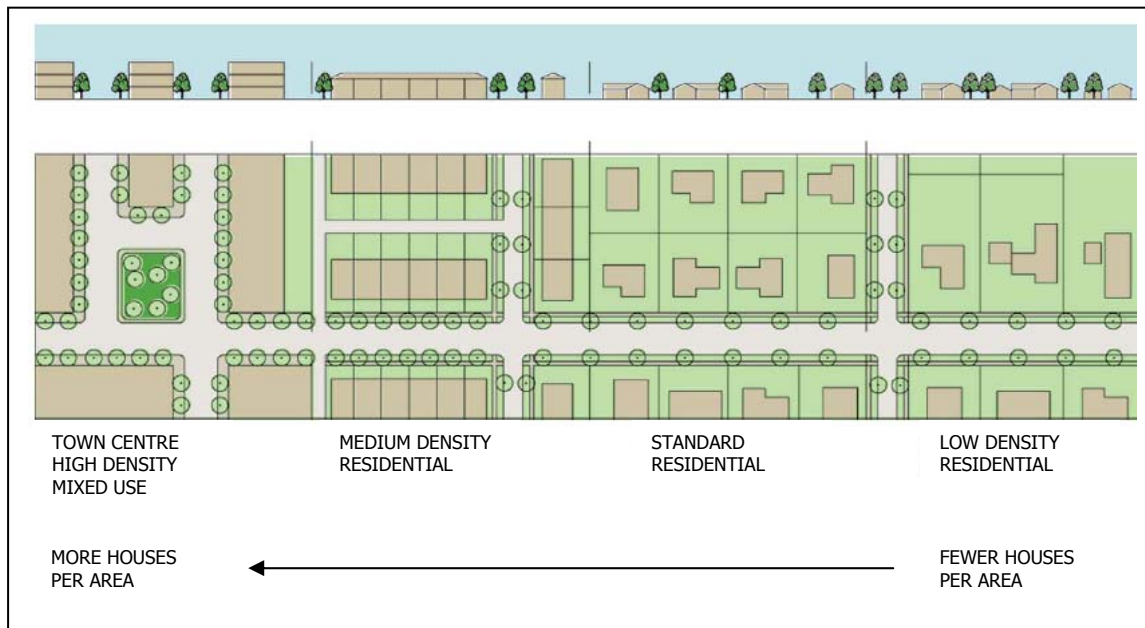 TOWN CENTRE
HIGH DENSITY
MIXED USE
MEDIUM DENSITY
RESIDENTIAL
STANDARD
RESIDENTIAL
LOW DENSITY
RESIDENTIAL
MORE HOUSES
PER AREA
FEWER HOUSES
PER AREA